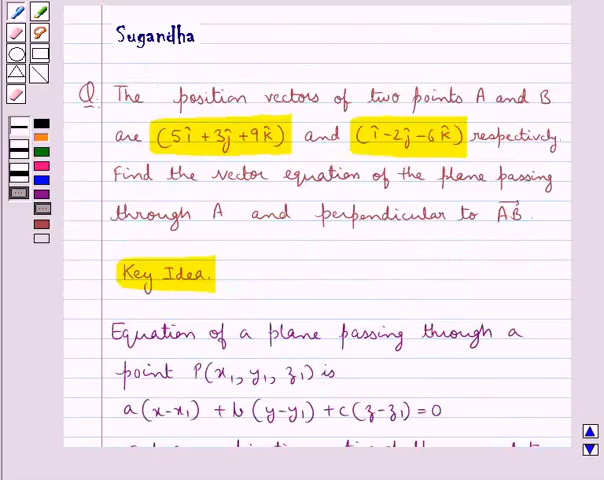 Sugandha
Q. The position vectors of two points A and B
are (5î + 3ĵ + 9k̂) and (î - 2ĵ - 6k̂) respectively.
Find the vector equation of the plane passing
through A and perpendicular to A⃗B⃗.
Key Idea.
Equation of a plane passing through a
point P(x₁, y₁, z₁) is
a(x-x₁) + b(y-y₁) + c(z-z₁) = 0